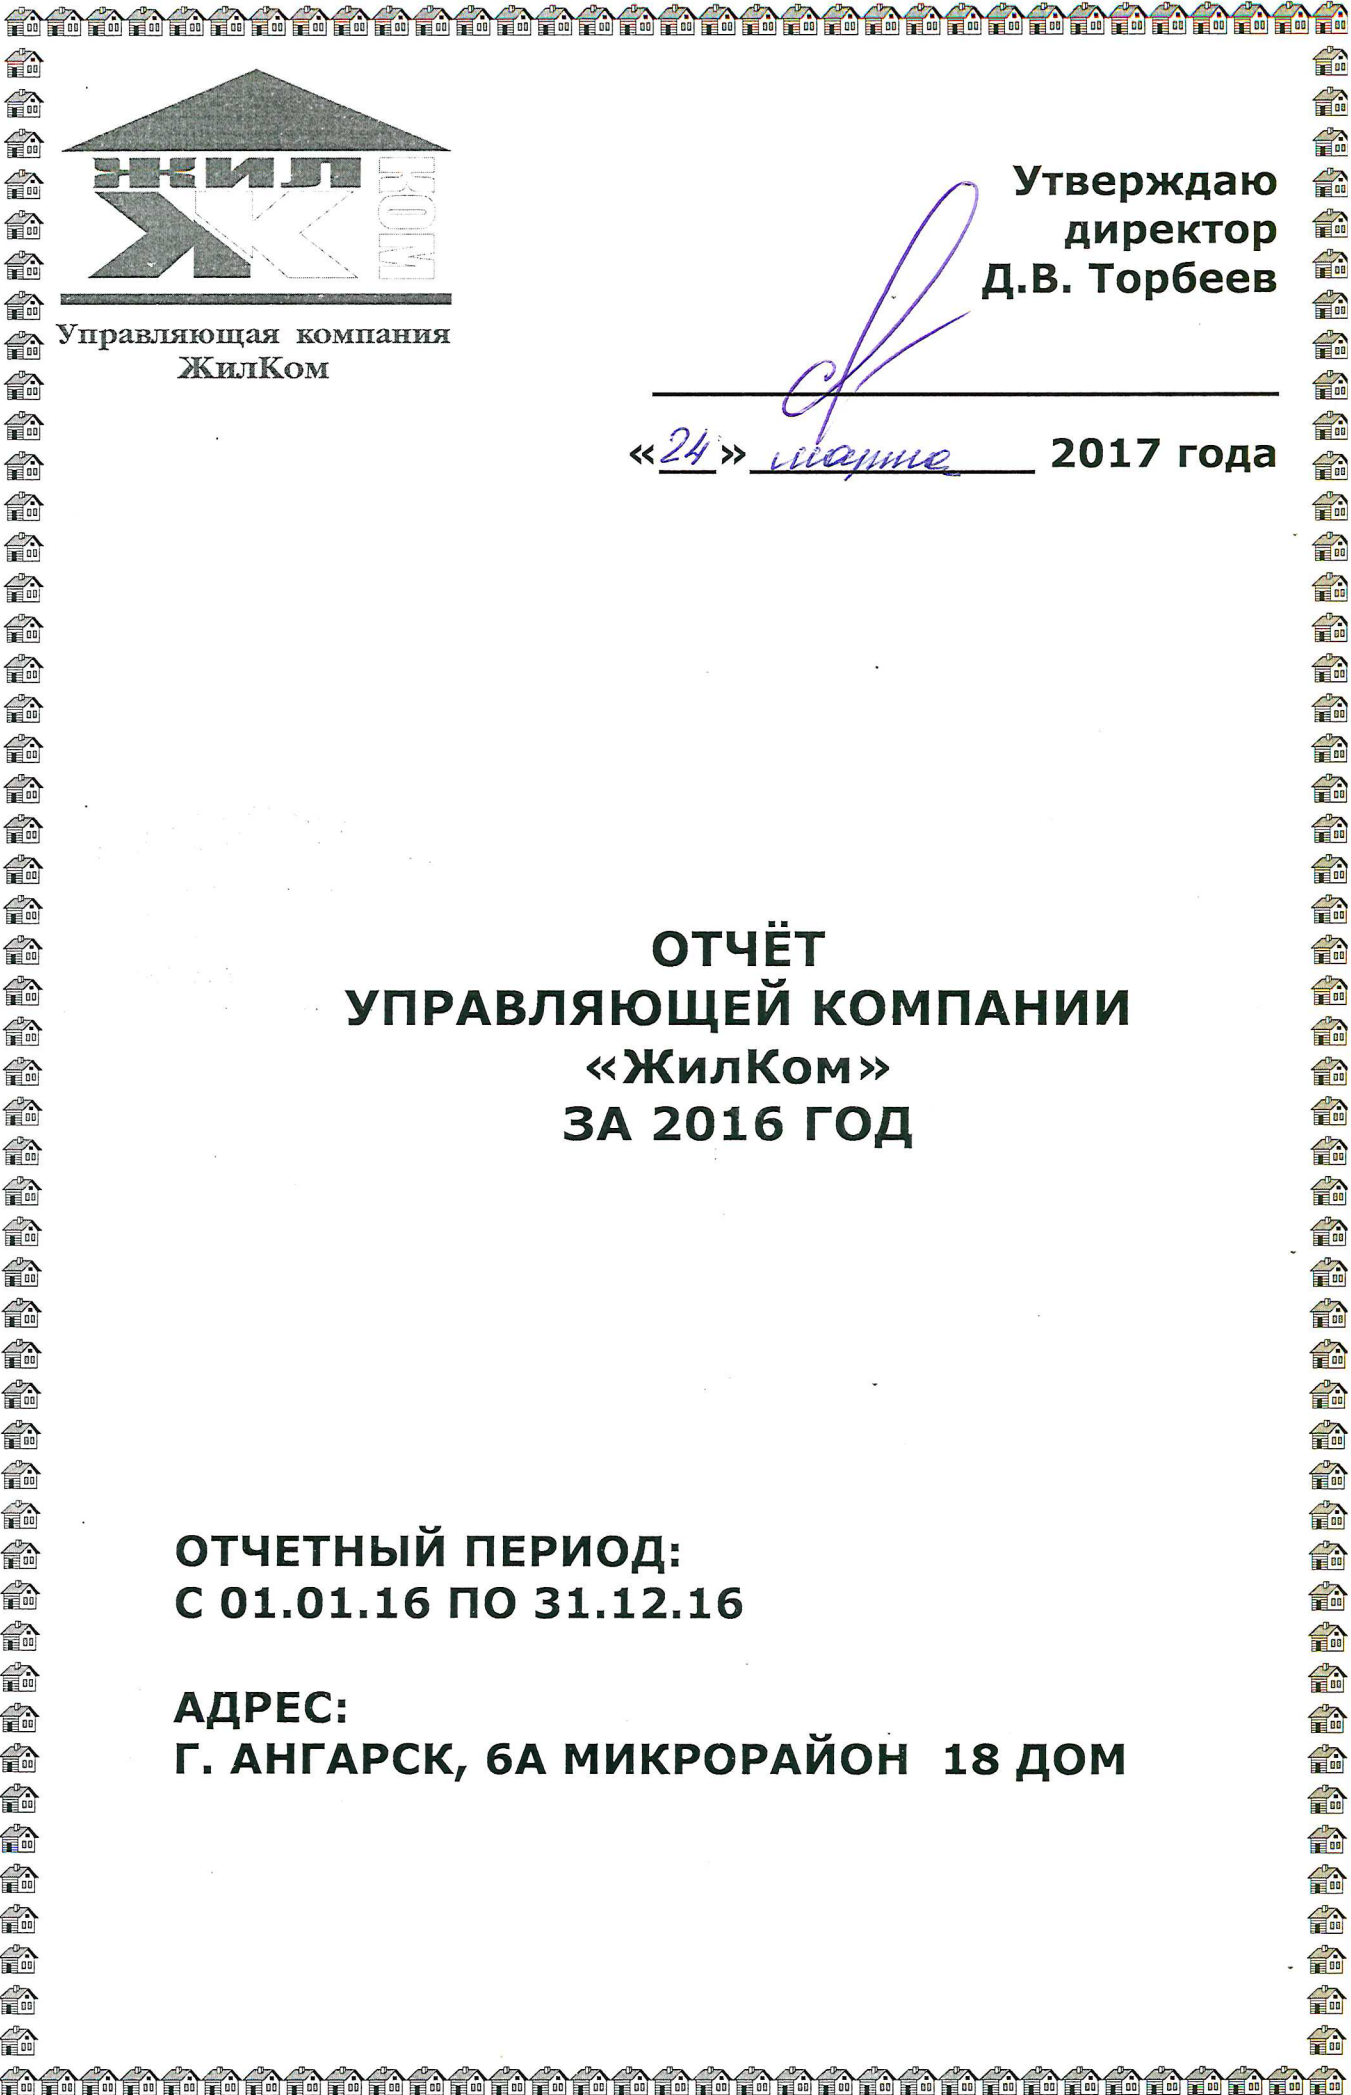 ЖИЛ
КОМ
Управляющая компания
ЖилКом
Утверждаю
директор
Д.В. Торбеев
«24» марта 2017 года
ОТЧЁТ
УПРАВЛЯЮЩЕЙ КОМПАНИИ
«ЖилКом»
ЗА 2016 ГОД
ОТЧЕТНЫЙ ПЕРИОД:
С 01.01.16 ПО 31.12.16
АДРЕС:
Г. АНГАРСК, 6А МИКРОРАЙОН 18 ДОМ